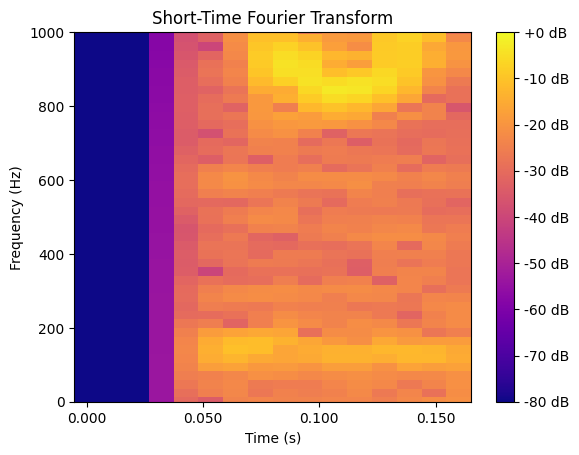 Short-Time Fourier Transform
1000
800
600
400
200
0
Frequency (Hz)
0.000
0.050
0.100
0.150
Time (s)
+0 dB
-10 dB
-20 dB
-30 dB
-40 dB
-50 dB
-60 dB
-70 dB
-80 dB